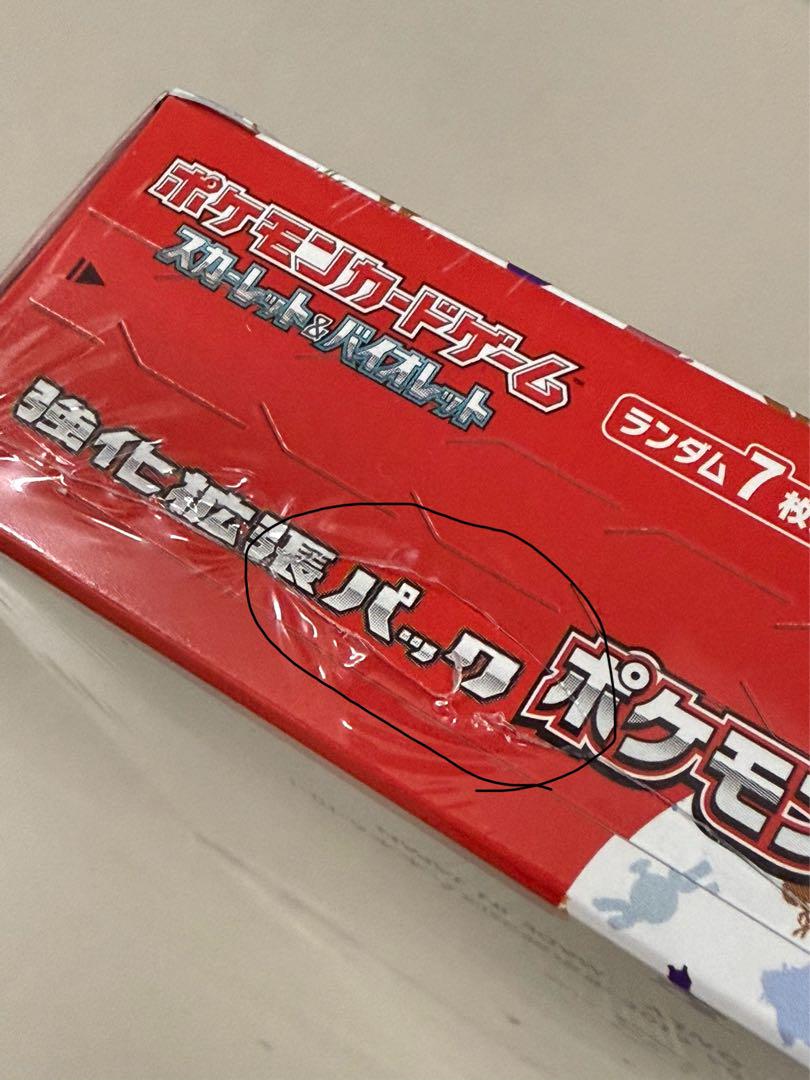 ポケモンカードゲーム
スカーレット&バイオレット
ランダム7枚
強化拡張パック
ポケモン